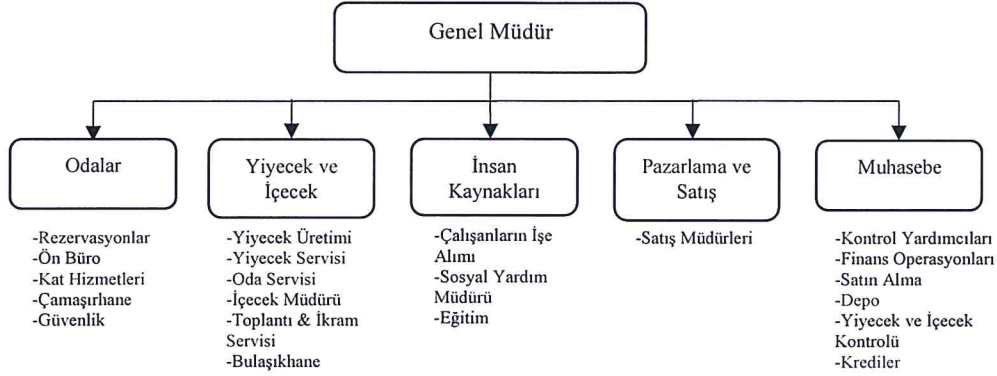 Genel Müdür
Odalar
-Rezervasyonlar
-Ön Büro
-Kat Hizmetleri
-Çamaşırhane
-Güvenlik
Yiyecek ve
İçecek
-Yiyecek Üretimi
-Yiyecek Servisi
-Oda Servisi
-İçecek Müdürü
-Toplantı & İkram
Servisi
-Bulaşıkhane
İnsan
Kaynakları
-Çalışanların İşe
Alımı
-Sosyal Yardım
Müdürü
-Eğitim
Pazarlama ve
Satış
-Satış Müdürleri
Muhasebe
-Kontrol Yardımcıları
-Finans Operasyonları
-Satın Alma
-Depo
-Yiyecek ve İçecek
Kontrolü
-Krediler